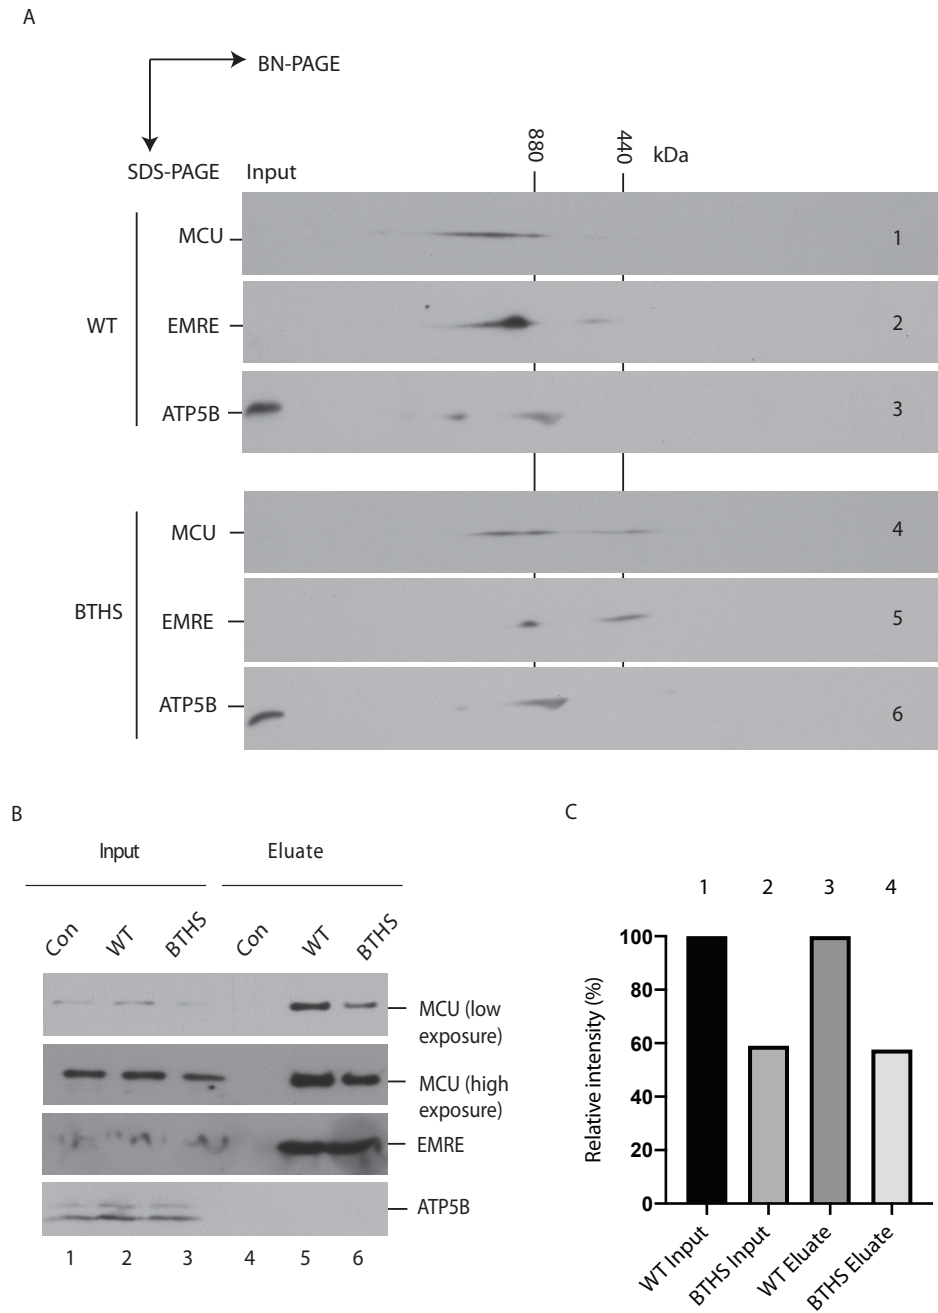 A
BN-PAGE
SDS-PAGE
Input
880
440
kDa
WT
MCU
1
EMRE
2
ATP5B
3
BTHS
MCU
4
EMRE
5
ATP5B
6
B
Input
Eluate
Con
WT
BTHS
Con
WT
BTHS
MCU (low
exposure)
MCU (high
exposure)
EMRE
ATP5B
1 2 3 4 5 6
C
1 2 3 4
Relative intensity (%)
100
80
60
40
20
0
WT Input
BTHS Input
WT Eluate
BTHS Eluate